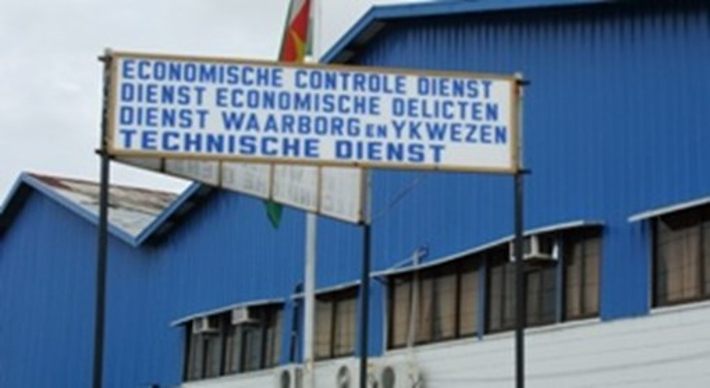 ECONOMISCHE CONTROLE DIENST
DIENST ECONOMISCHE DELICTEN
DIENST WAARBORG EN YKWEZEN
TECHNISCHE DIENST